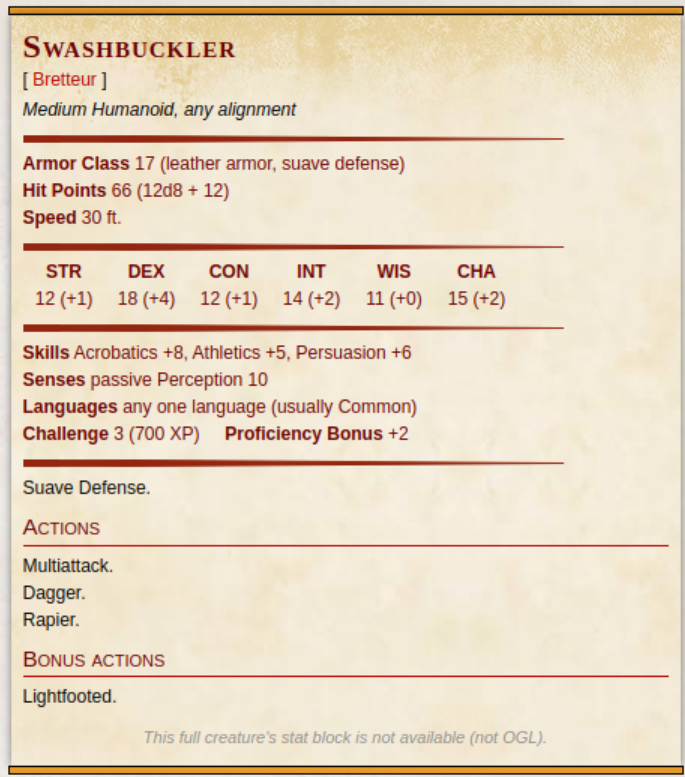 Swashbuckler
[ Bretteur ]
Medium Humanoid, any alignment
Armor Class 17 (leather armor, suave defense)
Hit Points 66 (12d8 + 12)
Speed 30 ft.
STR DEX CON INT WIS CHA
12 (+1) 18 (+4) 12 (+1) 14 (+2) 11 (+0) 15 (+2)
Skills Acrobatics +8, Athletics +5, Persuasion +6
Senses passive Perception 10
Languages any one language (usually Common)
Challenge 3 (700 XP) Proficiency Bonus +2
Suave Defense.
Actions
Multiattack.
Dagger.
Rapier.
Bonus actions
Lightfooted.
This full creature's stat block is not available (not OGL).